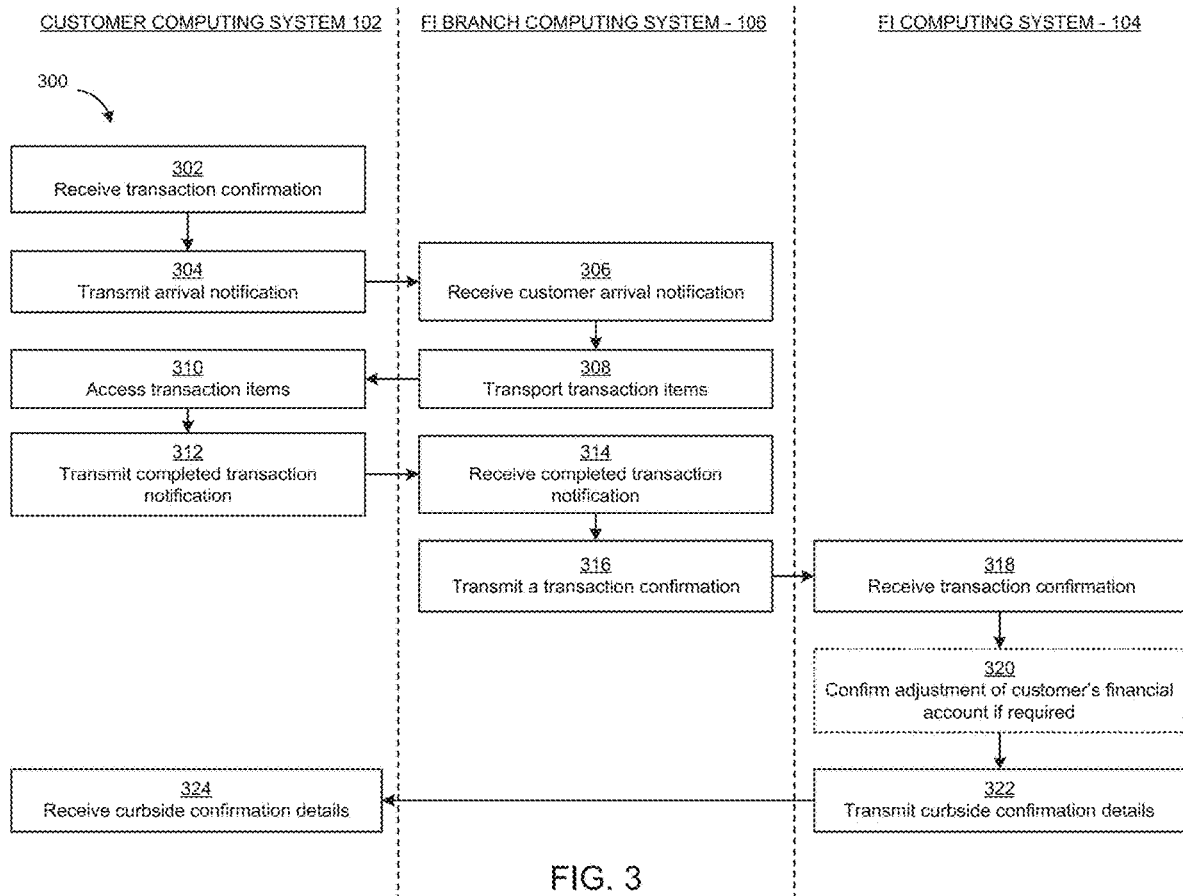 CUSTOMER COMPUTING SYSTEM 102
FI BRANCH COMPUTING SYSTEM - 106
FI COMPUTING SYSTEM - 104
300
302
Receive transaction confirmation
304
Transmit arrival notification
306
Receive customer arrival notification
310
Access transaction items
308
Transport transaction items
312
Transmit completed transaction
notification
314
Receive completed transaction
notification
316
Transmit a transaction confirmation
318
Receive transaction confirmation
320
Confirm adjustment of customer's financial
account if required
324
Receive curbside confirmation details
322
Transmit curbside confirmation details
FIG. 3